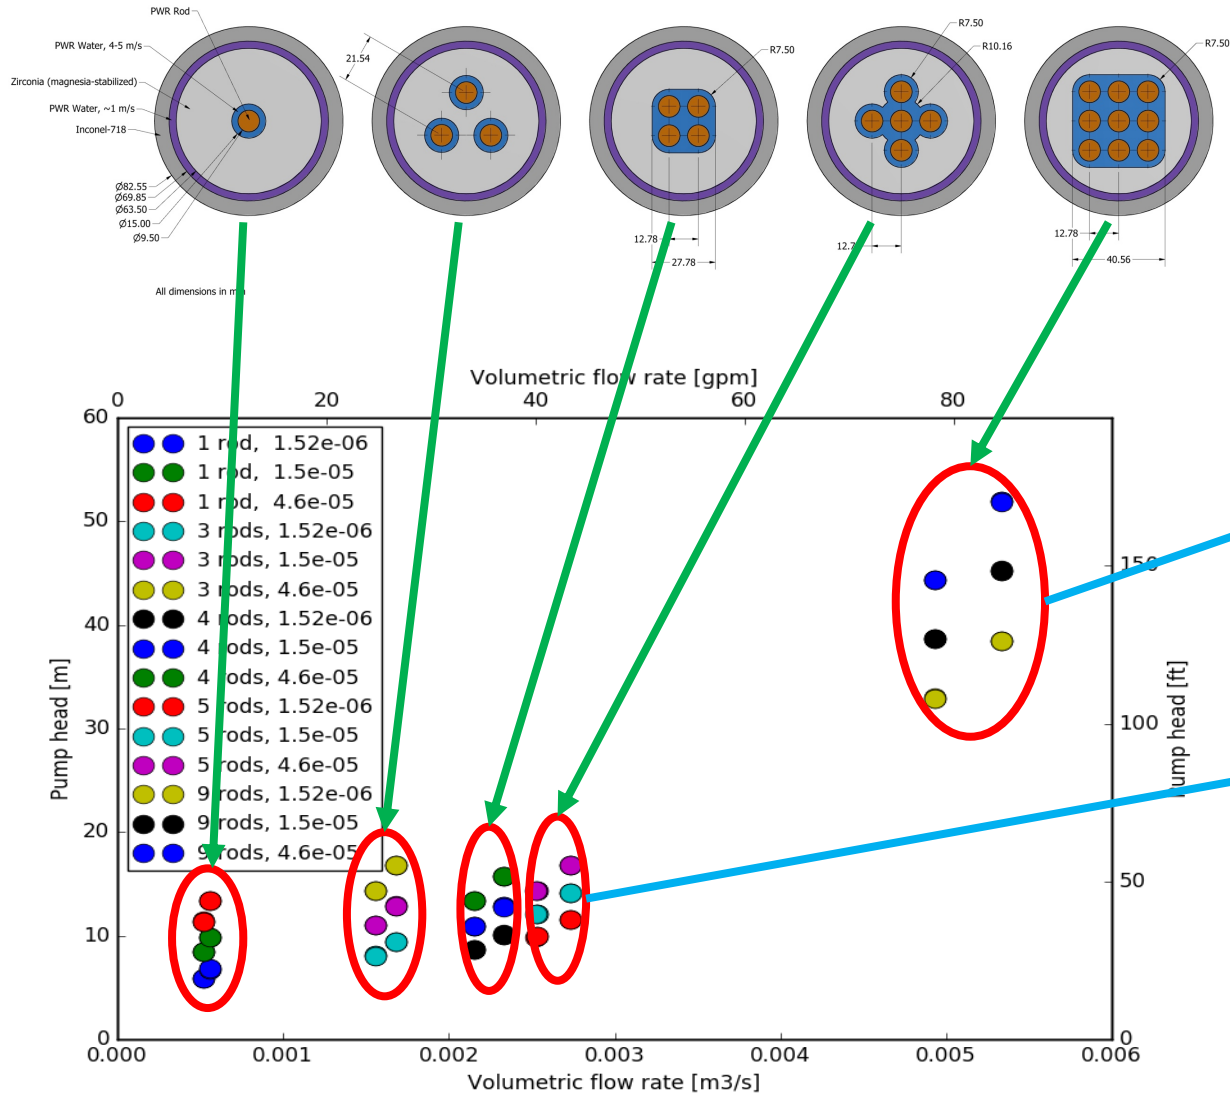 PWR Rod
PWR Water, 4-5 m/s
Zirconia (magnesia-stabilized)
PWR Water, ~1 m/s
Inconel-718
Ø82.55
Ø69.85
Ø63.50
Ø15.00
Ø9.50
All dimensions in
21.54
R7.50
12.78
27.78
R7.50
R10.16
12.7
R7.50
12.78
40.56
Volumetric flow rate [gpm]
0 20 40 60 80
60
50
40
30
20
10
0
Pump head [m]
1 rod, 1.52e-06
1 rod, 1.5e-05
1 rod, 4.6e-05
3 rods, 1.52e-06
3 rods, 1.5e-05
3 rods, 4.6e-05
4 rods, 1.52e-06
4 rods, 1.5e-05
4 rods, 4.6e-05
5 rods, 1.52e-06
5 rods, 1.5e-05
5 rods, 4.6e-05
9 rods, 1.52e-06
9 rods, 1.5e-05
9 rods, 4.6e-05
150
100
50
0
Pump head [ft]
0.000 0.001 0.002 0.003 0.004 0.005 0.006
Volumetric flow rate [m3/s]